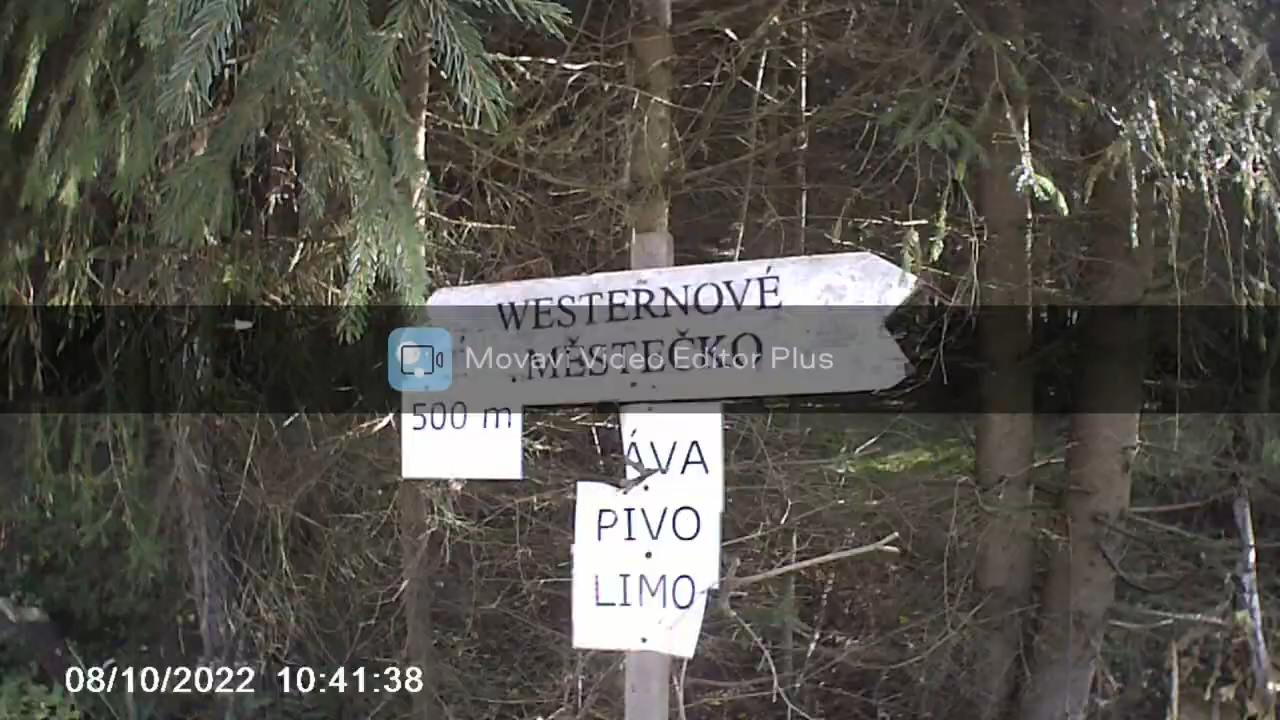 WESTERNOVÉ
MĚSTEČKO
Movavi Video Editor Plus
500 m
ÁVA
PIVO
LIMO
08/10/2022 10:41:38